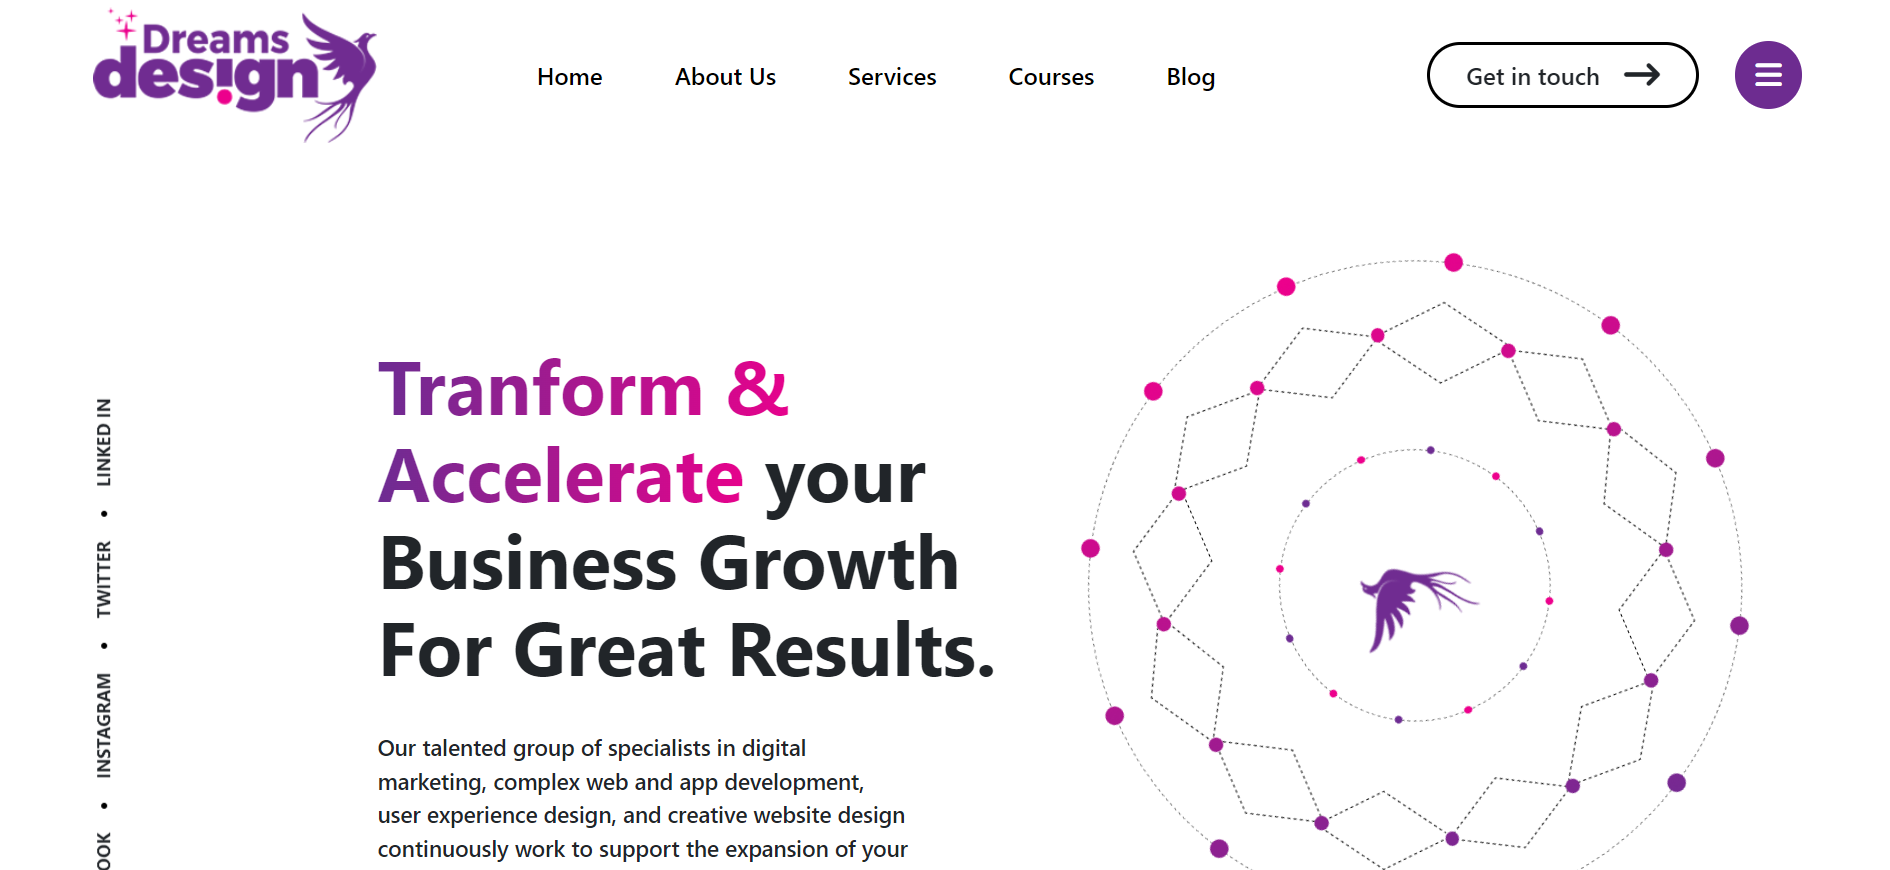 Dreams
design
Home
About Us
Services
Courses
Blog
Get in touch
Tranform &
Accelerate your
Business Growth
For Great Results.
Our talented group of specialists in digital
marketing, complex web and app development,
user experience design, and creative website design
continuously work to support the expansion of your
LINKED IN
•
TWITTER
•
INSTAGRAM
•
OOK